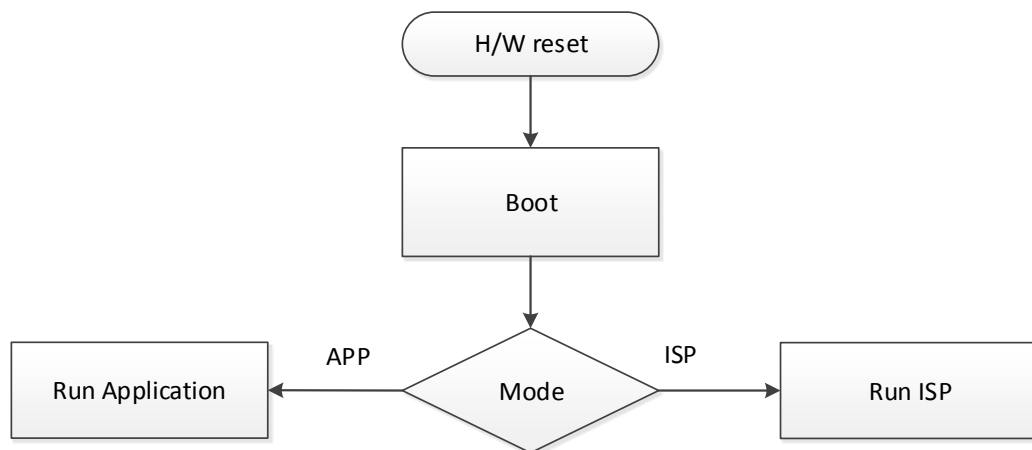 H/W reset
Boot
APP
ISP
Run Application
Mode
Run ISP